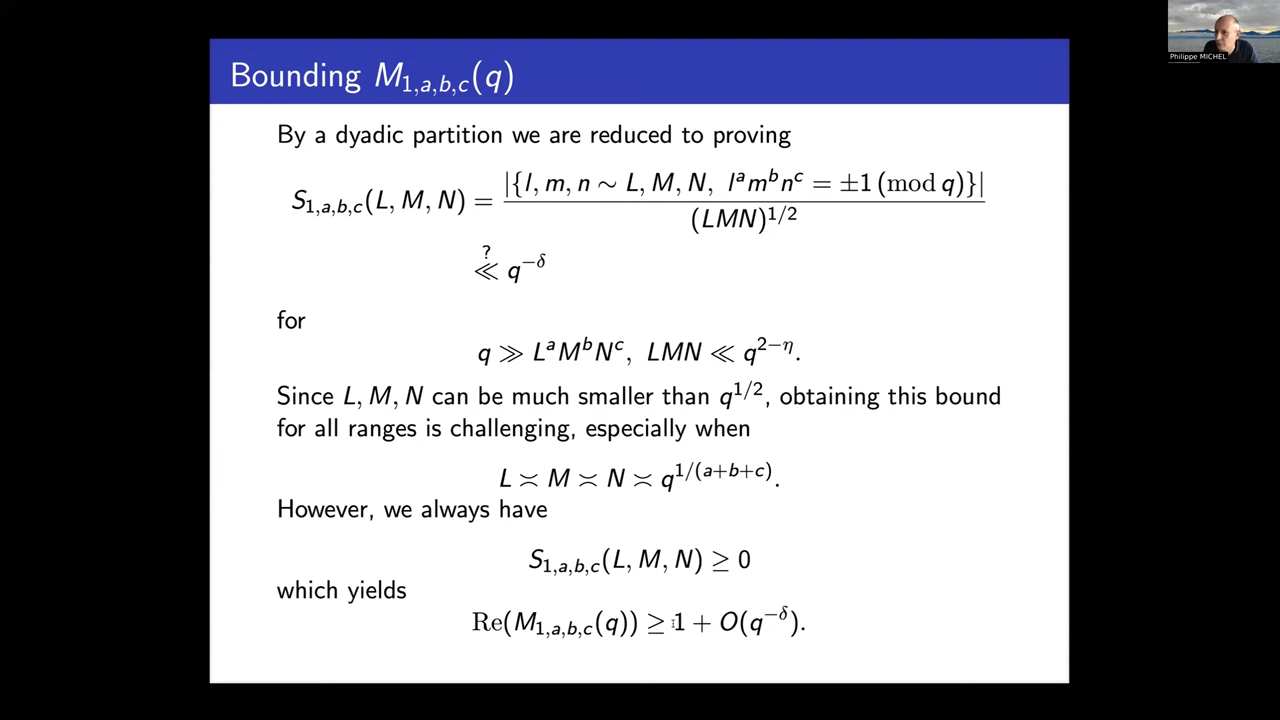 Philippe MICHEL
Bounding M_{1,a,b,c}(q)
By a dyadic partition we are reduced to proving
S_{1,a,b,c}(L, M, N) = |{l, m, n ∼ L, M, N, l^a m^b n^c = ±1 (mod q)}| / (LMN)^{1/2}
≪^? q^{−δ}
for
q ≫ L^a M^b N^c, LMN ≪ q^{2−η}.
Since L, M, N can be much smaller than q^{1/2}, obtaining this bound
for all ranges is challenging, especially when
L ≍ M ≍ N ≍ q^{1/(a+b+c)}.
However, we always have
S_{1,a,b,c}(L, M, N) ≥ 0
which yields
Re(M_{1,a,b,c}(q)) ≥ 1 + O(q^{−δ}).